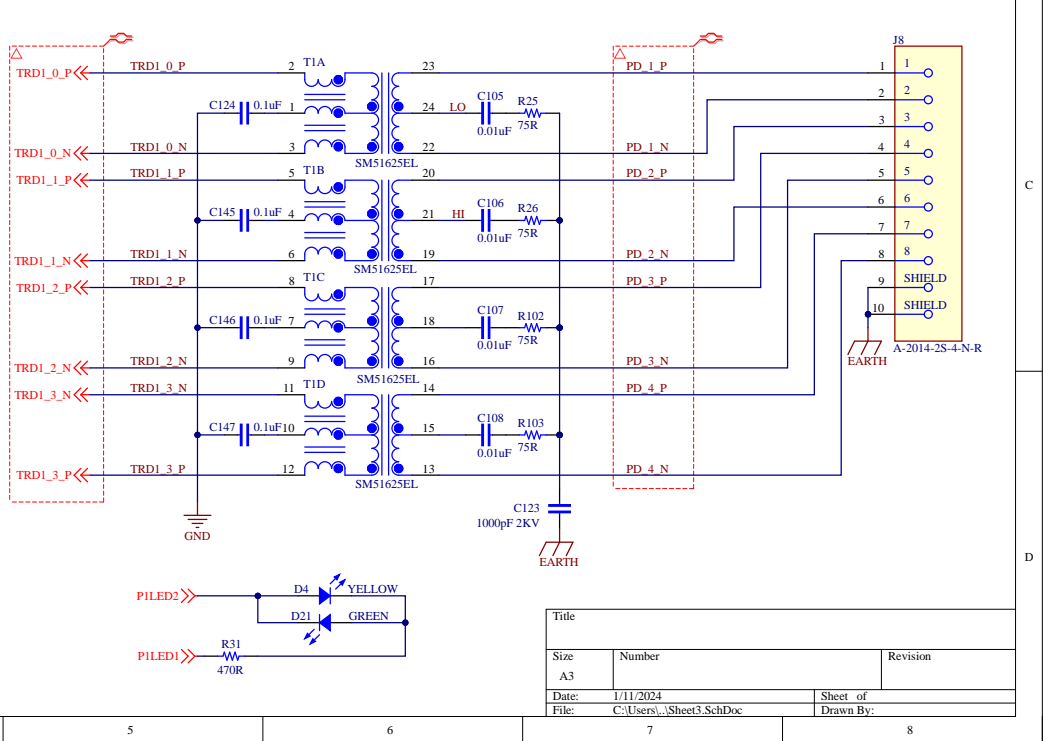 J8
TRD1_0_P TRD1_0_P 2 T1A 23 PD_1_P 1 1
C124 0.1uF 1 24 LO C105 0.01uF R25 75R 2 2
3 3
TRD1_0_N TRD1_0_N 3 22 PD_1_N 4 4
SM51625EL
TRD1_1_P TRD1_1_P 5 T1B 20 PD_2_P 5 5
C145 0.1uF 4 21 HI C106 0.01uF R26 75R 6 6
7 7
TRD1_1_N TRD1_1_N 6 19 PD_2_N 8 8
SM51625EL
TRD1_2_P TRD1_2_P 8 T1C 17 PD_3_P 9 SHIELD
10 SHIELD
C146 0.1uF 7 18 C107 0.01uF R102 75R
A-2014-2S-4-N-R
EARTH
TRD1_2_N TRD1_2_N 9 16 PD_3_N
SM51625EL
TRD1_3_N TRD1_3_N 11 T1D 14 PD_4_P
C147 0.1uF 10 15 C108 0.01uF R103 75R
TRD1_3_P TRD1_3_P 12 13 PD_4_N
SM51625EL
C123
1000pF 2KV
GND
EARTH
P1LED2 D4 YELLOW
D21 GREEN
P1LED1 R31
470R
Title
Size Number Revision
A3
Date: 1/11/2024 Sheet of
File: C:\Users\..\Sheet3.SchDoc Drawn By:
5 6 7 8
C
D